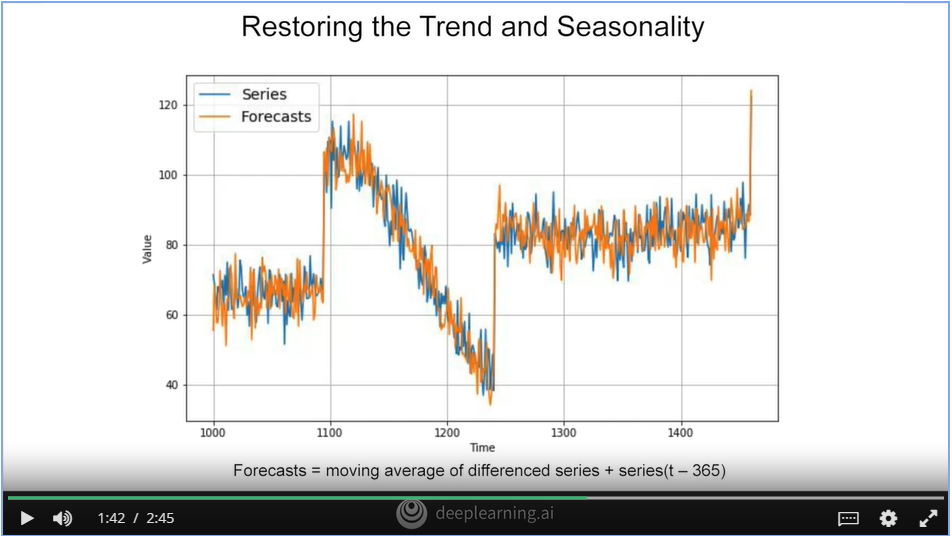 Restoring the Trend and Seasonality
Series
Forecasts
120
100
80
60
40
Value
1000 1100 1200 1300 1400
Time
Forecasts = moving average of differenced series + series(t – 365)
1:42 / 2:45
deeplearning.ai